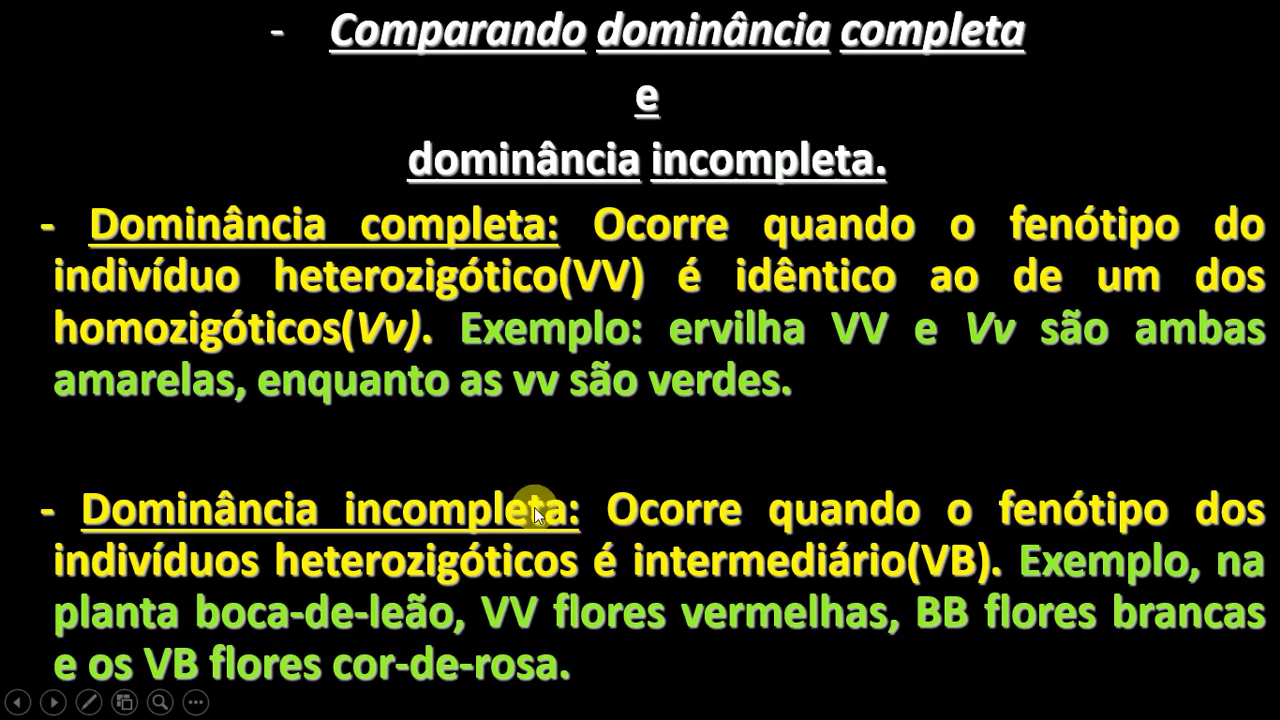 - Comparando dominância completa
e
dominância incompleta.
- Dominância completa: Ocorre quando o fenótipo do
indivíduo heterozigótico(VV) é idêntico ao de um dos
homozigóticos(Vv). Exemplo: ervilha VV e Vv são ambas
amarelas, enquanto as vv são verdes.
- Dominância incompleta: Ocorre quando o fenótipo dos
indivíduos heterozigóticos é intermediário(VB). Exemplo, na
planta boca-de-leão, VV flores vermelhas, BB flores brancas
e os VB flores cor-de-rosa.